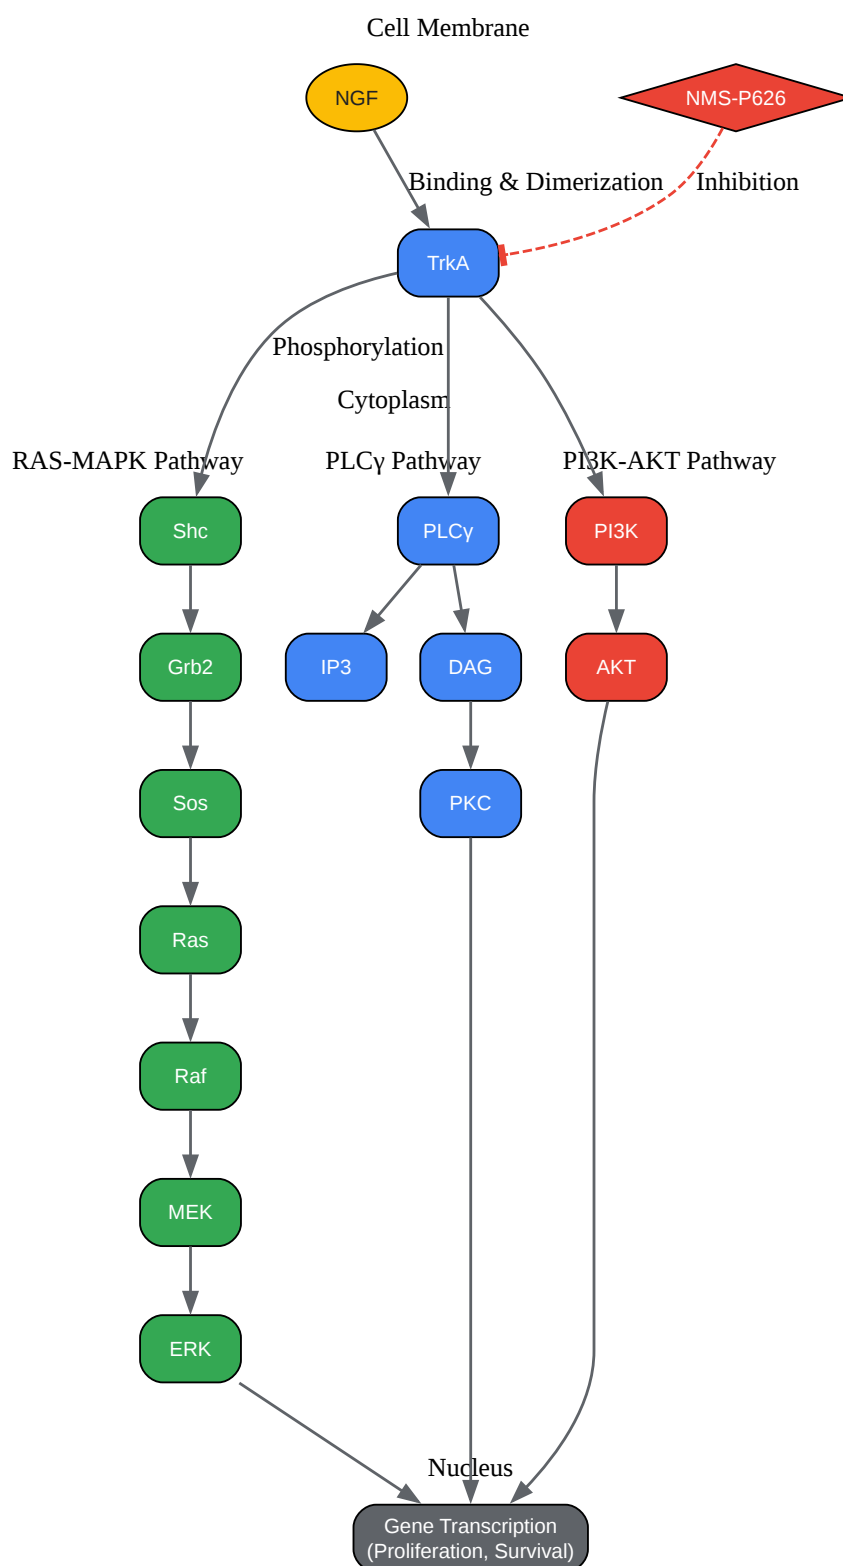 Cell Membrane
NGF
NMS-P626
Binding & Dimerization
Inhibition
TrkA
Phosphorylation
Cytoplasm
RAS-MAPK Pathway
PLCγ Pathway
PI3K-AKT Pathway
Shc
PLCγ
PI3K
Grb2
IP3
DAG
AKT
Sos
PKC
Ras
Raf
MEK
ERK
Nucleus
Gene Transcription
(Proliferation, Survival)